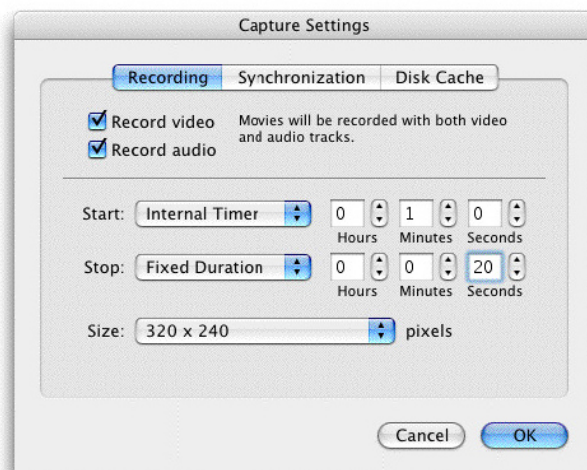 Capture Settings
Recording Synchronization Disk Cache
Record video
Record audio
Movies will be recorded with both video
and audio tracks.
Start: Internal Timer 0 1 0
Hours Minutes Seconds
Stop: Fixed Duration 0 0 20
Hours Minutes Seconds
Size: 320 x 240 pixels
Cancel OK